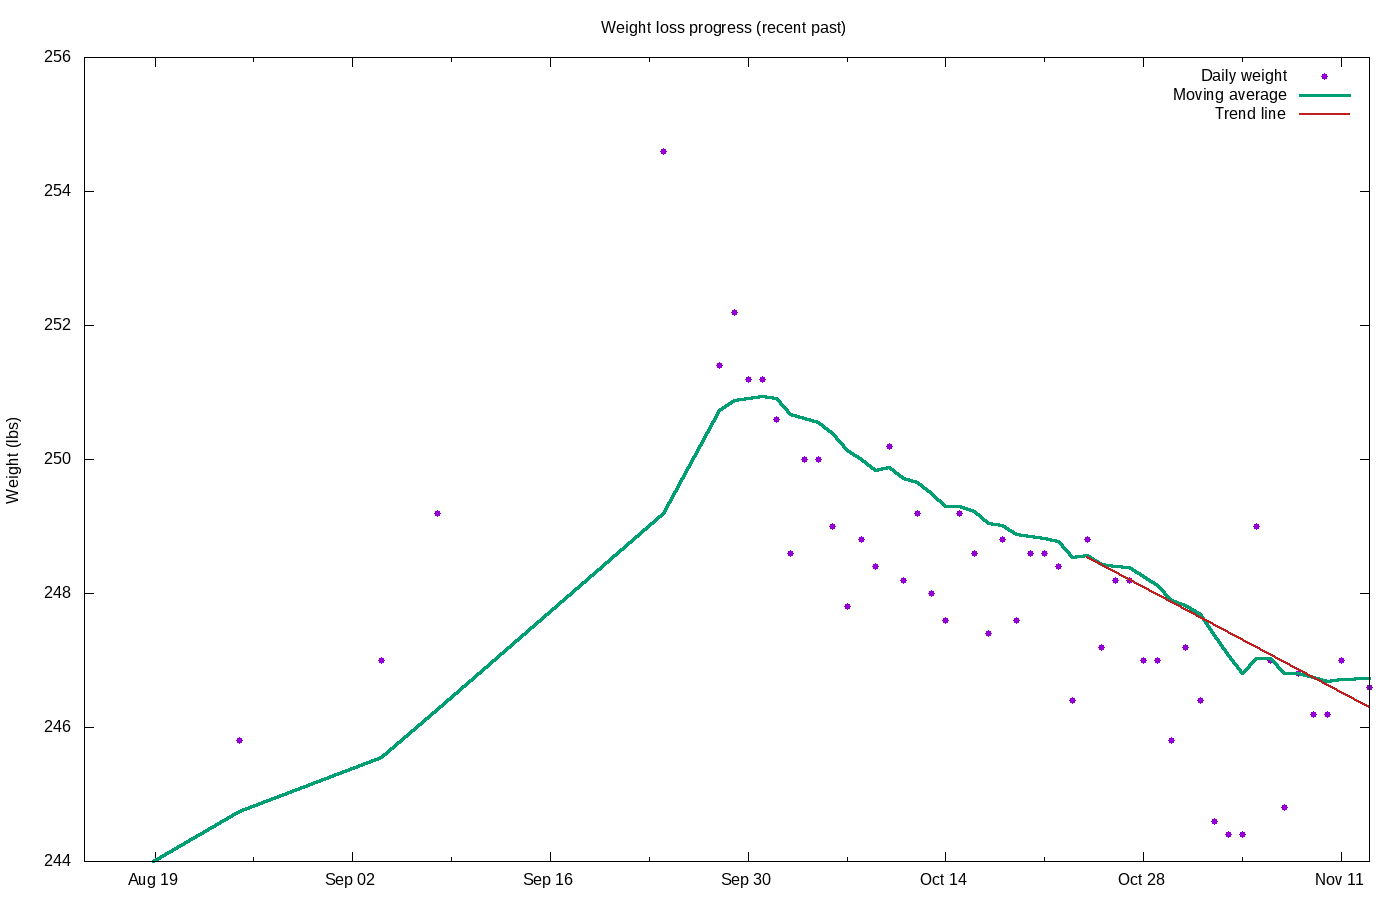 Weight loss progress (recent past)
256
254
252
250
248
246
244
Weight (lbs)
Daily weight
Moving average
Trend line
Aug 19
Sep 02
Sep 16
Sep 30
Oct 14
Oct 28
Nov 11